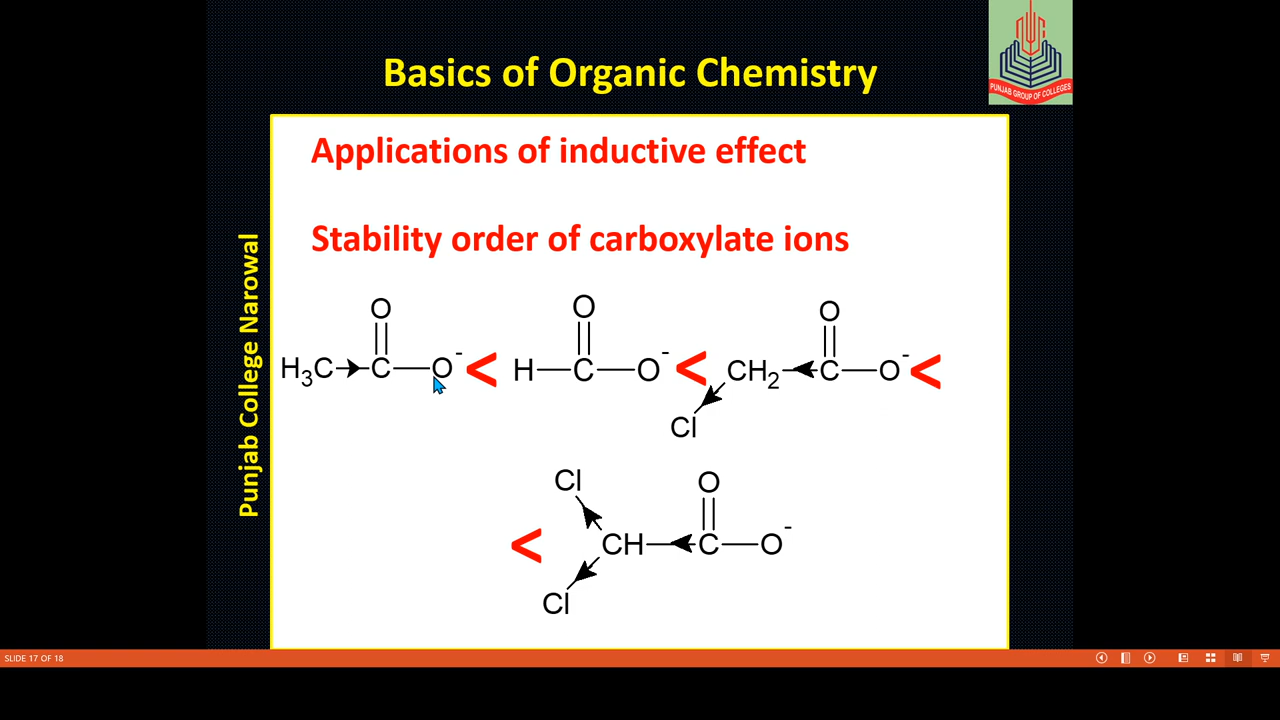 Basics of Organic Chemistry
PUNJAB GROUP OF COLLEGES
Applications of inductive effect
Stability order of carboxylate ions
Punjab College Narowal
O O O
H₃C C O⁻ < H C O⁻ < CH₂ C O⁻ <
Cl
Cl O
< CH C O⁻
Cl
SLIDE 17 OF 18